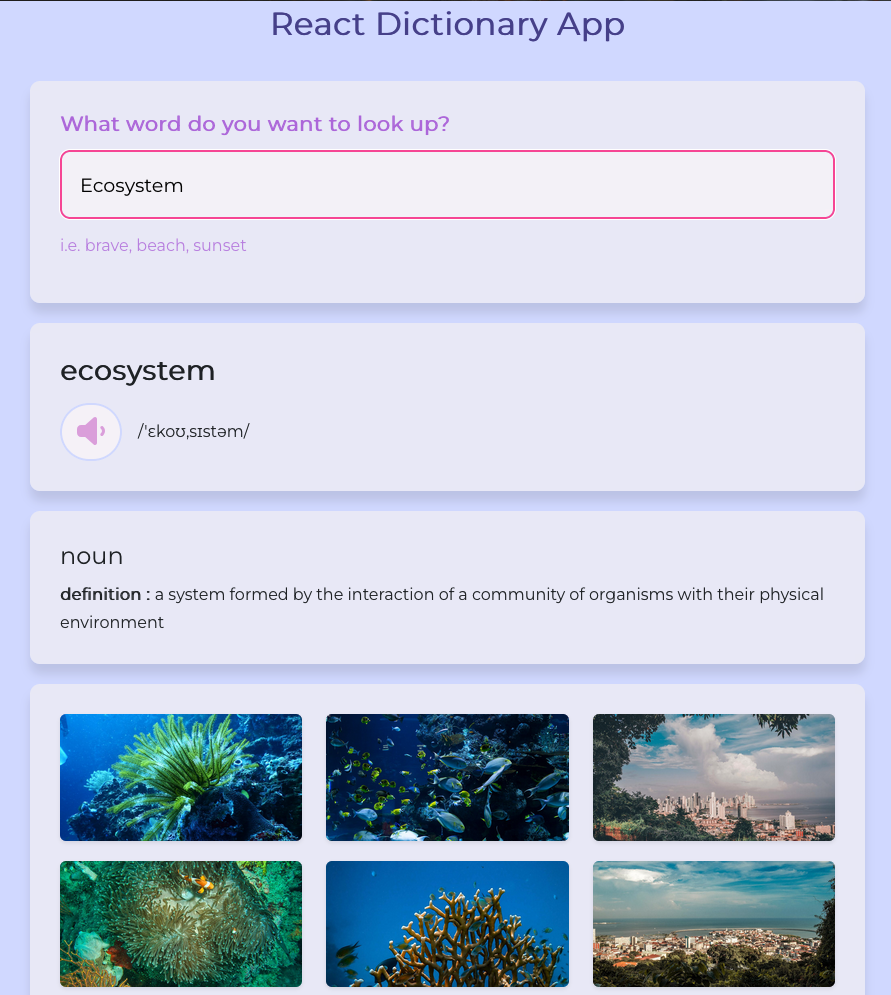 React Dictionary App
What word do you want to look up?
Ecosystem
i.e. brave, beach, sunset
ecosystem
/ˈɛkoʊˌsɪstəm/
noun
definition : a system formed by the interaction of a community of organisms with their physical
environment